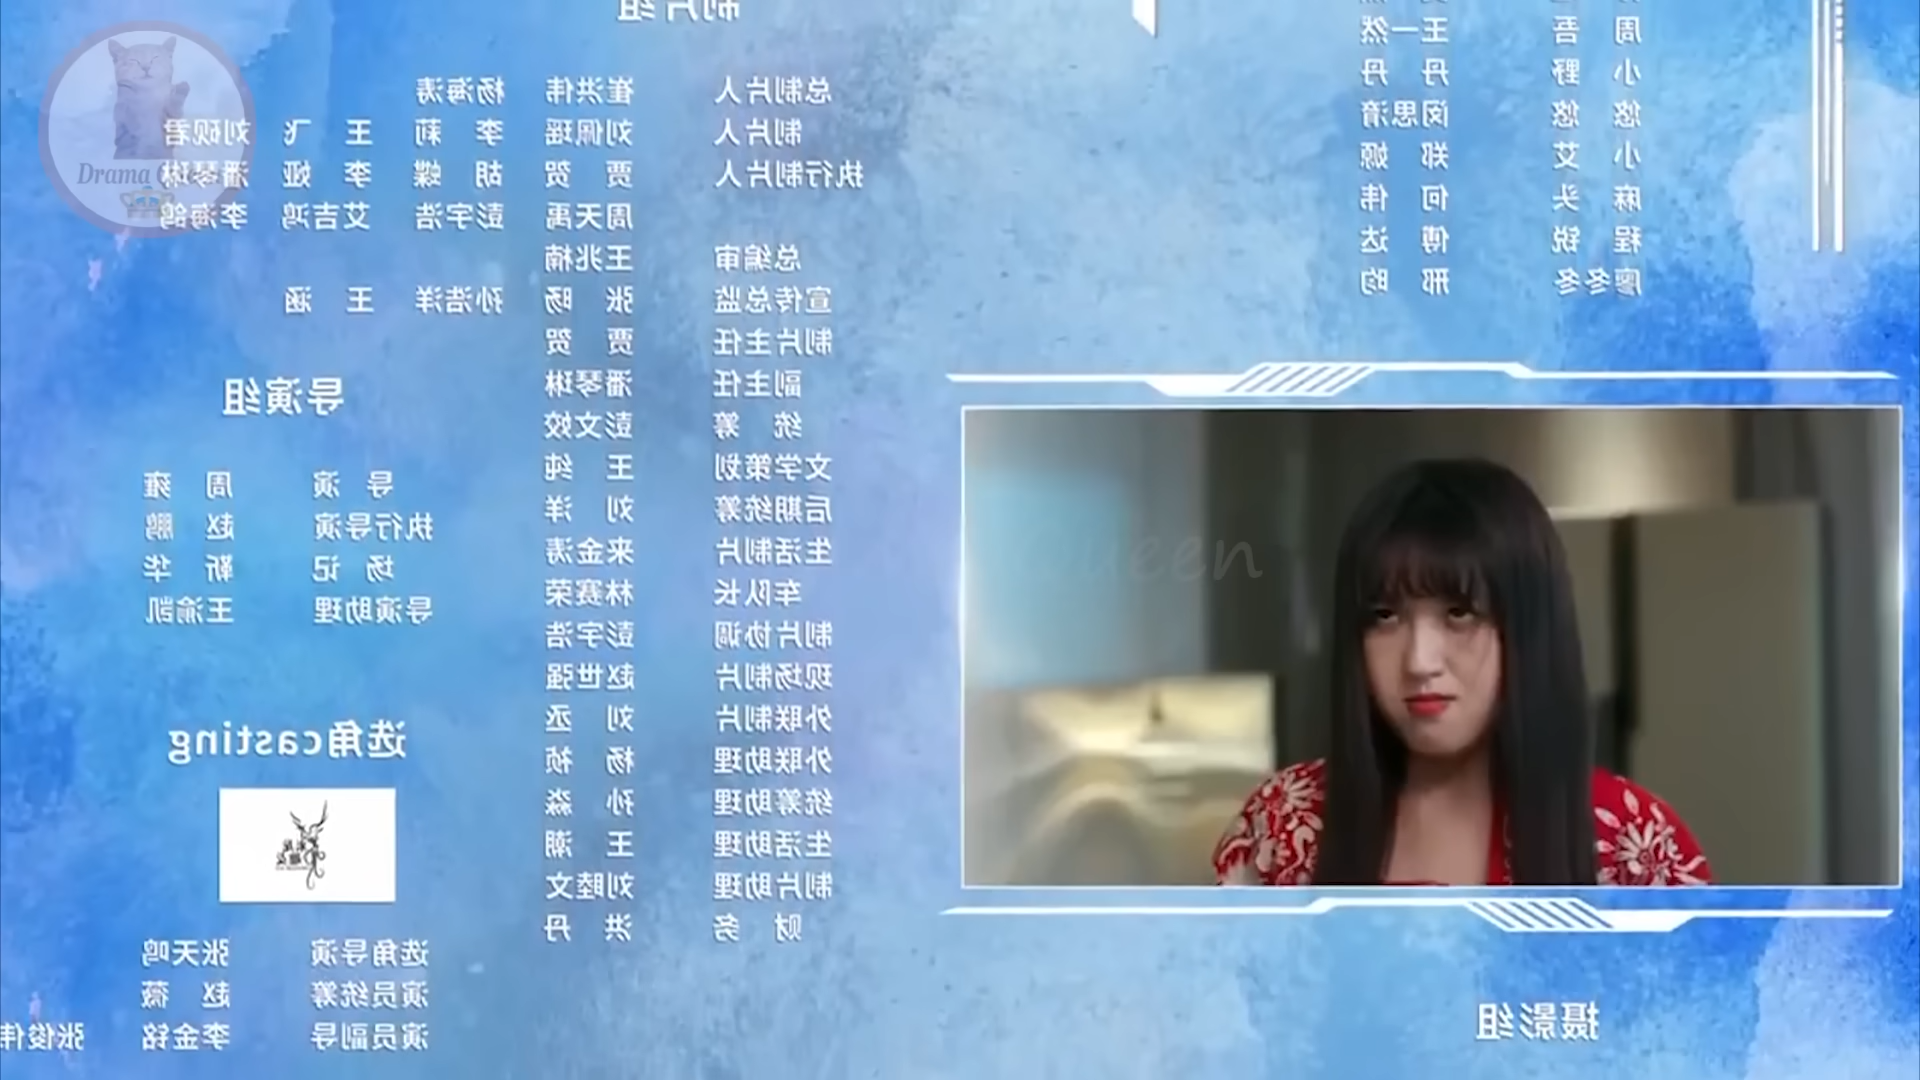 制片组
总制片人 崔洪伟 杨海涛
制片人 刘佩瑶 李莉 王飞 刘砚君
执行制片人 贾贺 胡蝶 李娅 潘琴琳
周天禹 彭宇浩 艾吉鸿 李海鸽
总编审 王兆楠
宣传总监 张旸 孙浩洋 王涵
制片主任 贾贺
副主任 潘琴琳
统筹 彭文姣
文学策划 王纯
后期统筹 刘洋
生活制片 来金涛
车队长 林赛荣
制片协调 彭宇浩
现场制片 赵世强
外联制片 刘丞
外联助理 杨祯
统筹助理 孙淼
生活助理 王潮
制片助理 刘睦文
财务 洪丹
周吾 王一然
小野 丹丹
悠悠 闵思淯
小艾 郑嫄
麻头 何伟
程锐 傅达
廖冬冬 邢昀
导演组
导演 周雍
执行导演 赵鹏
场记 靳华
导演助理 王渝凯
选角casting
选角导演 张天鸣
演员统筹 赵薇
演员副导 李金铭 张俊伟
摄影组
Drama
ueen